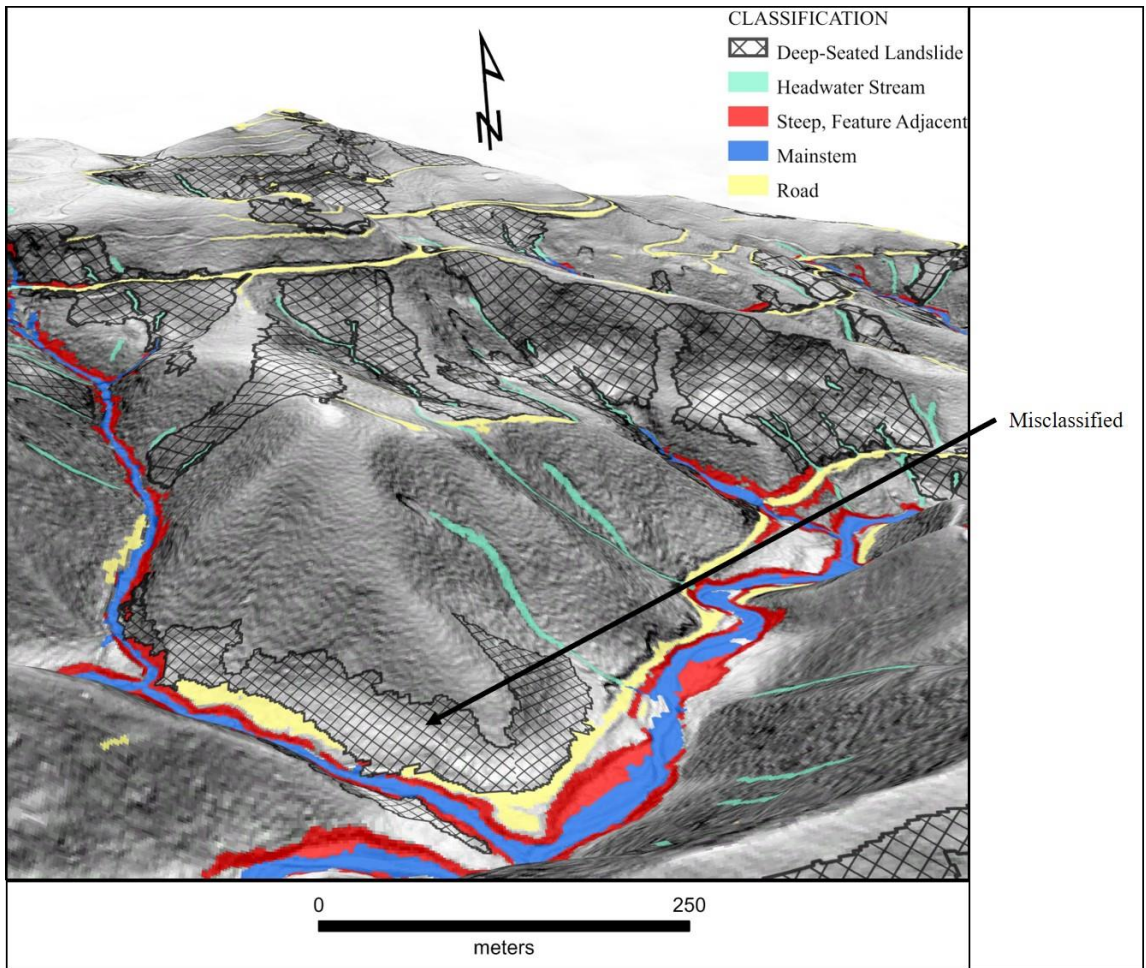 CLASSIFICATION
Deep-Seated Landslide
Headwater Stream
Steep, Feature Adjacent
Mainstem
Road
N
Misclassified
0 250
meters